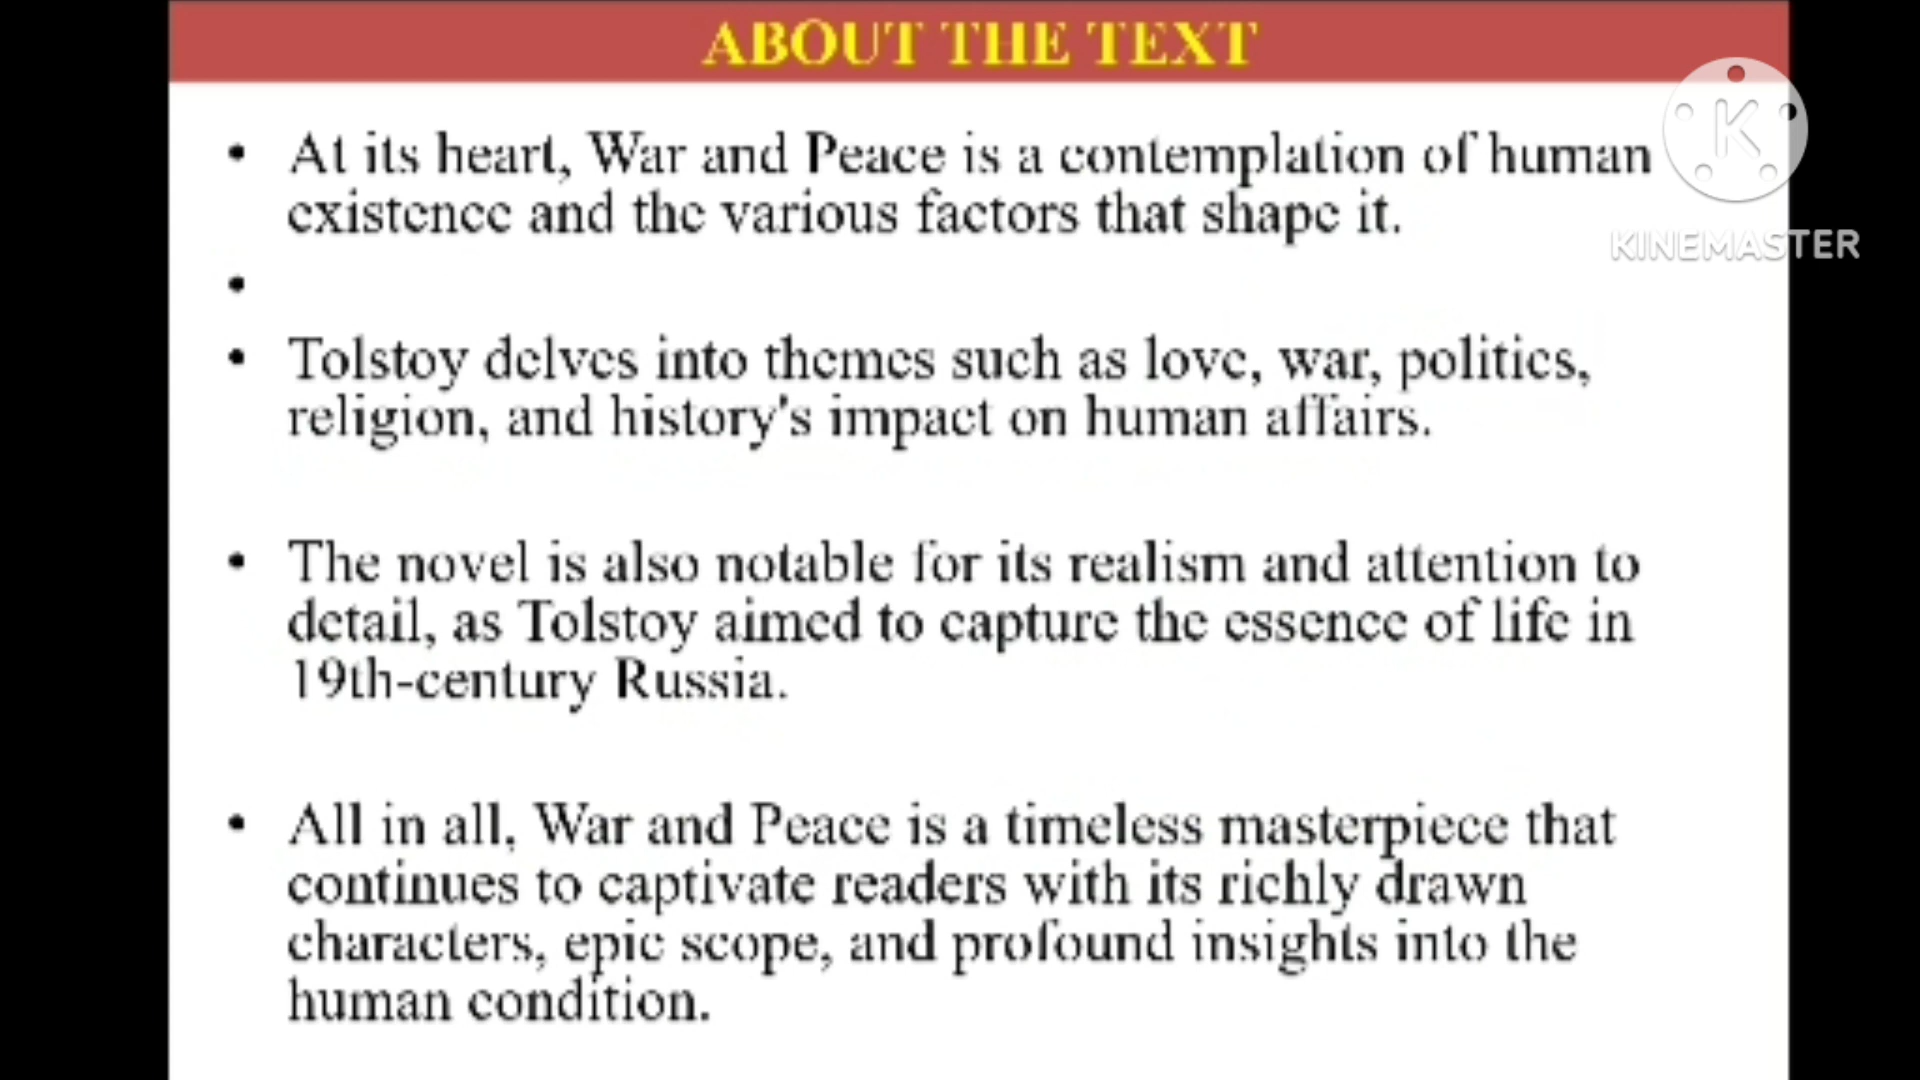 ABOUT THE TEXT
K
KINEMASTER
• At its heart, War and Peace is a contemplation of human
existence and the various factors that shape it.
•
• Tolstoy delves into themes such as love, war, politics,
religion, and history's impact on human affairs.
• The novel is also notable for its realism and attention to
detail, as Tolstoy aimed to capture the essence of life in
19th-century Russia.
• All in all, War and Peace is a timeless masterpiece that
continues to captivate readers with its richly drawn
characters, epic scope, and profound insights into the
human condition.